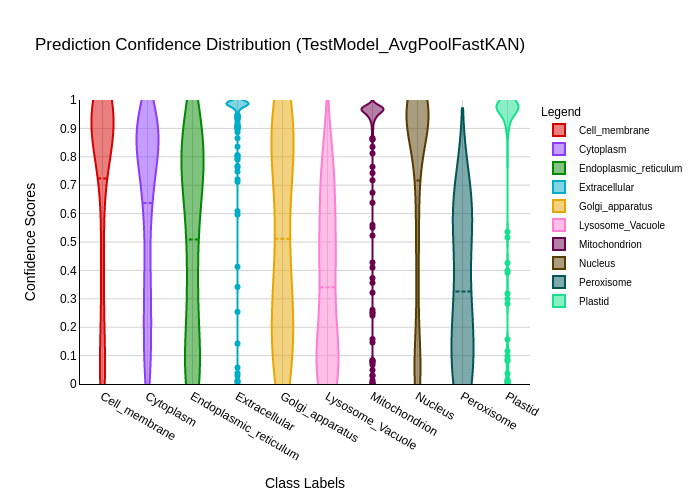 Prediction Confidence Distribution (TestModel_AvgPoolFastKAN)
Legend
Cell_membrane
Cytoplasm
Endoplasmic_reticulum
Extracellular
Golgi_apparatus
Lysosome_Vacuole
Mitochondrion
Nucleus
Peroxisome
Plastid
Confidence Scores
1
0.9
0.8
0.7
0.6
0.5
0.4
0.3
0.2
0.1
0
Cell_membrane
Cytoplasm
Endoplasmic_reticulum
Extracellular
Golgi_apparatus
Lysosome_Vacuole
Mitochondrion
Nucleus
Peroxisome
Plastid
Class Labels